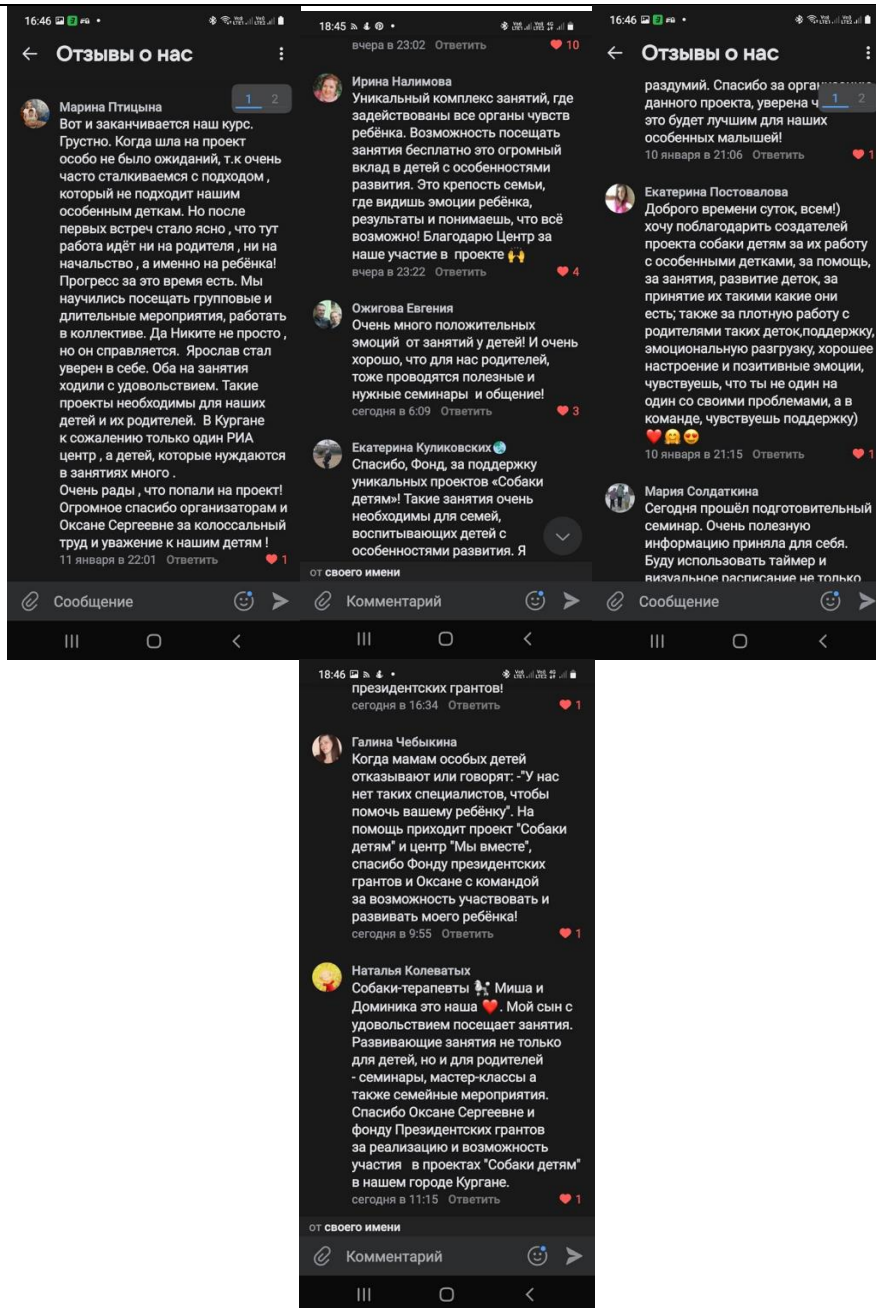 16:46
Отзывы о нас
1 2
Марина Птицына
Вот и заканчивается наш курс.
Грустно. Когда шла на проект
особо не было ожиданий, т.к очень
часто сталкиваемся с подходом ,
который не подходит нашим
особенным деткам. Но после
первых встреч стало ясно , что тут
работа идёт ни на родителя , ни на
начальство , а именно на ребёнка!
Прогресс за это время есть. Мы
научились посещать групповые и
длительные мероприятия, работать
в коллективе. Да Никите не просто ,
но он справляется. Ярослав стал
уверен в себе. Оба на занятия
ходили с удовольствием. Такие
проекты необходимы для наших
детей и их родителей. В Кургане
к сожалению только один РИА
центр , а детей, которые нуждаются
в занятиях много .
Очень рады , что попали на проект!
Огромное спасибо организаторам и
Оксане Сергеевне за колоссальный
труд и уважение к нашим детям !
11 января в 22:01 Ответить 1
Сообщение
18:45
вчера в 23:02 Ответить 10
Ирина Налимова
Уникальный комплекс занятий, где
задействованы все органы чувств
ребёнка. Возможность посещать
занятия бесплатно это огромный
вклад в детей с особенностями
развития. Это крепость семьи,
где видишь эмоции ребёнка,
результаты и понимаешь, что всё
возможно! Благодарю Центр за
наше участие в проекте 🙌
вчера в 23:22 Ответить 4
Ожигова Евгения
Очень много положительных
эмоций от занятий у детей! И очень
хорошо, что для нас родителей,
тоже проводятся полезные и
нужные семинары и общение!
сегодня в 6:09 Ответить 3
Екатерина Куликовских
Спасибо, Фонд, за поддержку
уникальных проектов «Собаки
детям»! Такие занятия очень
необходимы для семей,
воспитывающих детей с
особенностями развития. Я
от своего имени
Комментарий
16:46
Отзывы о нас
1 2
раздумий. Спасибо за
данного проекта, уверена
это будет лучшим для наших
особенных малышей!
10 января в 21:06 Ответить 1
Екатерина Постовалова
Доброго времени суток, всем!)
хочу поблагодарить создателей
проекта собаки детям за их работу
с особенными детками, за помощь,
за занятия, развитие деток, за
принятие их такими какие они
есть; также за плотную работу с
родителями таких деток,поддержку,
эмоциональную разгрузку, хорошее
настроение и позитивные эмоции,
чувствуешь, что ты не один на
один со своими проблемами, а в
команде, чувствуешь поддержку)
❤️🤗😍
10 января в 21:15 Ответить 1
Мария Солдаткина
Сегодня прошёл подготовительный
семинар. Очень полезную
информацию приняла для себя.
Буду использовать таймер и
визуальное расписание не только
Сообщение
18:46
президентских грантов!
сегодня в 16:34 Ответить 1
Галина Чебыкина
Когда мамам особых детей
отказывают или говорят: -"У нас
нет таких специалистов, чтобы
помочь вашему ребёнку". На
помощь приходит проект "Собаки
детям" и центр "Мы вместе",
спасибо Фонду президентских
грантов и Оксане с командой
за возможность участвовать и
развивать моего ребёнка!
сегодня в 9:55 Ответить 1
Наталья Колеватых
Собаки-терапевты 🐩 Миша и
Доминика это наша ❤️. Мой сын с
удовольствием посещает занятия.
Развивающие занятия не только
для детей, но и для родителей
- семинары, мастер-классы а
также семейные мероприятия.
Спасибо Оксане Сергеевне и
фонду Президентских грантов
за реализацию и возможность
участия в проектах "Собаки детям"
в нашем городе Кургане.
сегодня в 11:15 Ответить 1
от своего имени
Комментарий